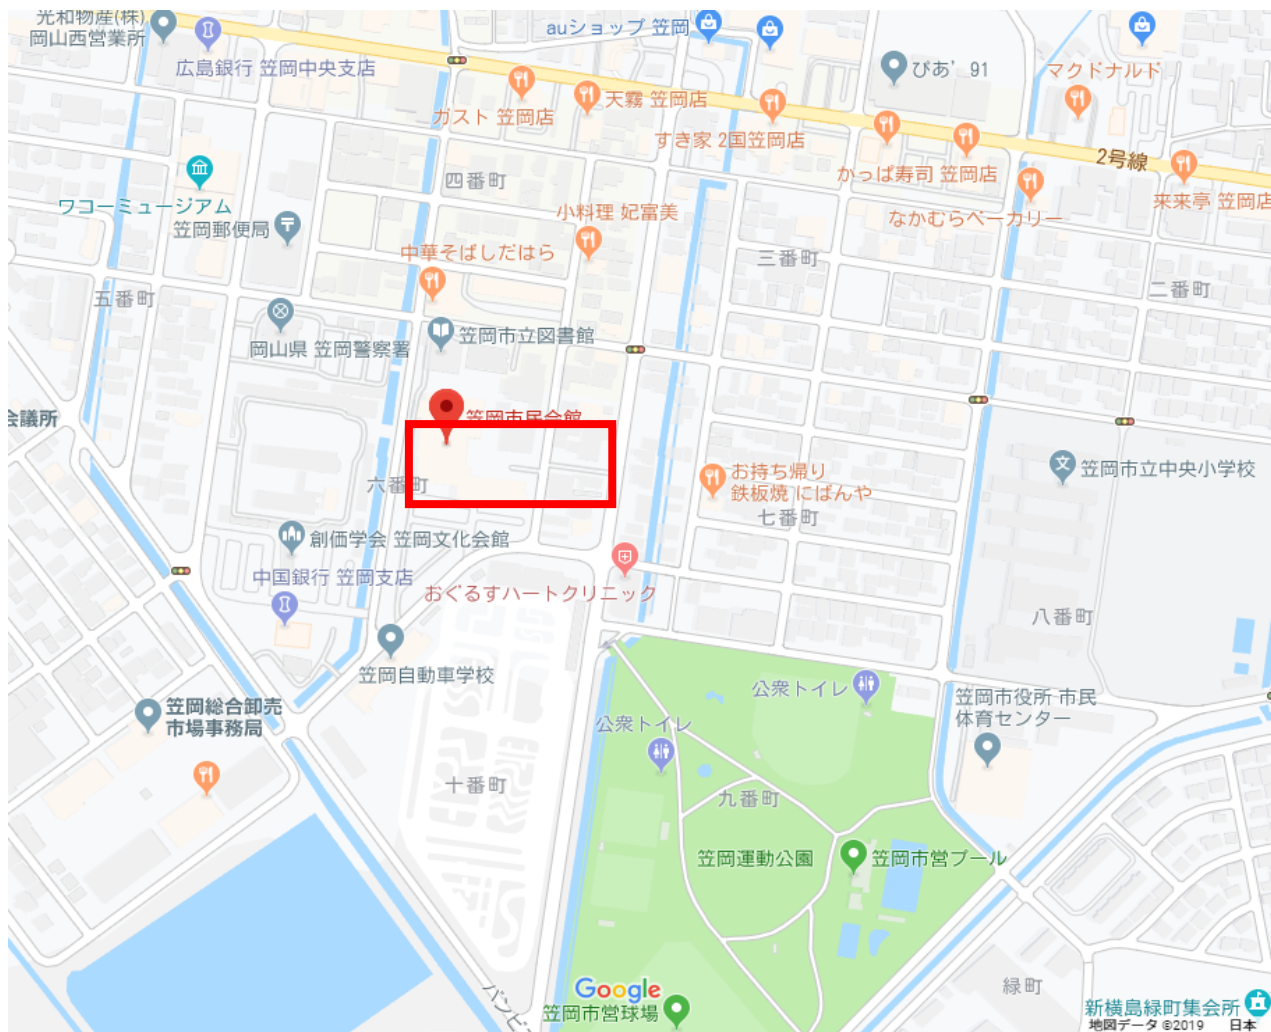 光和物産(株)
岡山西営業所
広島銀行 笠岡中央支店
auショップ 笠岡
ぴあ’91
マクドナルド
ガスト 笠岡店
天霧 笠岡店
すき家 2国笠岡店
かっぱ寿司 笠岡店
2号線
来来亭 笠岡店
なかむらベーカリー
四番町
ワコーミュージアム
笠岡郵便局
小料理 妃富美
中華そばしだはら
三番町
二番町
五番町
岡山県 笠岡警察署
笠岡市立図書館
会議所
笠岡市民会館
六番町
お持ち帰り
鉄板焼 にばんや
七番町
笠岡市立中央小学校
創価学会 笠岡文化会館
中国銀行 笠岡支店
おぐるすハートクリニック
八番町
笠岡自動車学校
公衆トイレ
笠岡市役所 市民
体育センター
笠岡総合卸売
市場事務局
公衆トイレ
十番町
九番町
笠岡運動公園
笠岡市営プール
緑町
Google
笠岡市営球場
バンビ
新横島緑町集会所
地図データ ©2019 日本